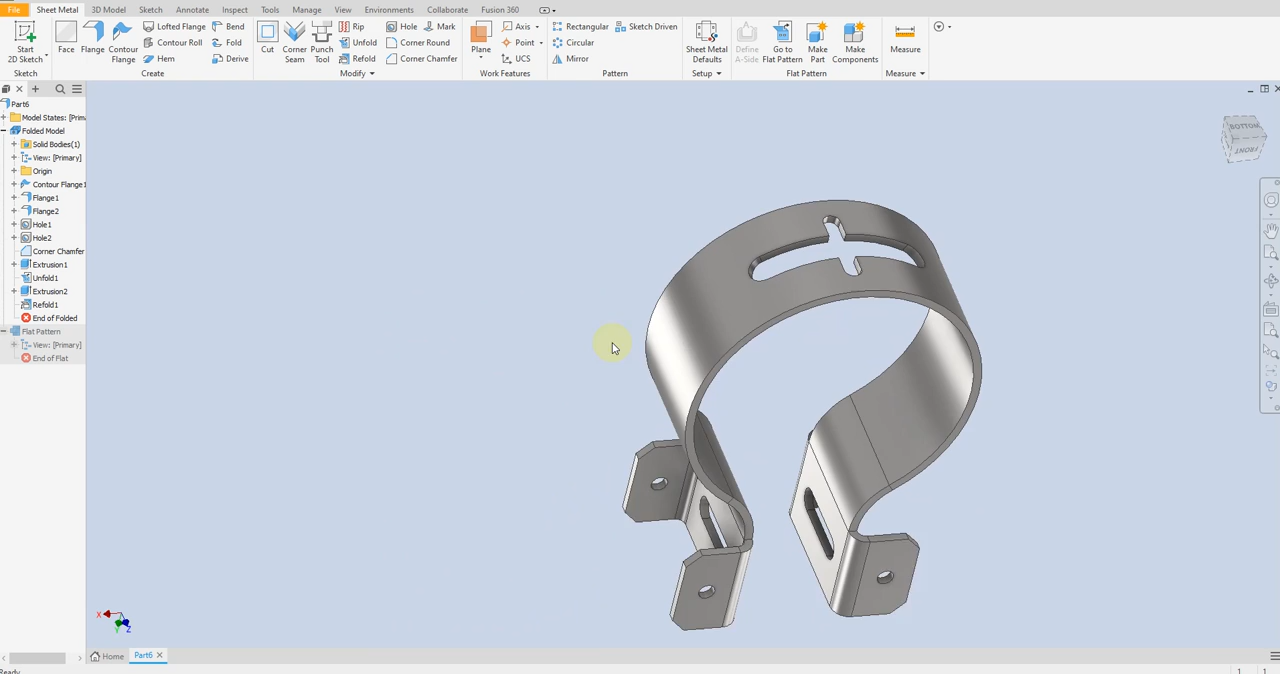 File Sheet Metal 3D Model Sketch Annotate Inspect Tools Manage View Environments Collaborate Fusion 360
Start
2D Sketch
Face
Flange
Contour
Flange
Lofted Flange
Contour Roll
Hem
Bend
Fold
Derive
Cut
Corner
Seam
Punch
Tool
Rip
Unfold
Refold
Hole
Mark
Corner Round
Corner Chamfer
Plane
Axis
Point
UCS
Rectangular
Circular
Mirror
Sketch Driven
Sheet Metal
Defaults
Define
A-Side
Go to
Flat Pattern
Make
Part
Make
Components
Measure
Sketch Create Modify Work Features Pattern Setup Flat Pattern Measure
Part6
Model States: [Prima
Folded Model
Solid Bodies(1)
View: [Primary]
Origin
Contour Flange1
Flange1
Flange2
Hole1
Hole2
Corner Chamfer
Extrusion1
Unfold1
Extrusion2
Refold1
End of Folded
Flat Pattern
View: [Primary]
End of Flat
BOTTOM
FRONT
X
Y
Z
Home Part6
Ready
1 1